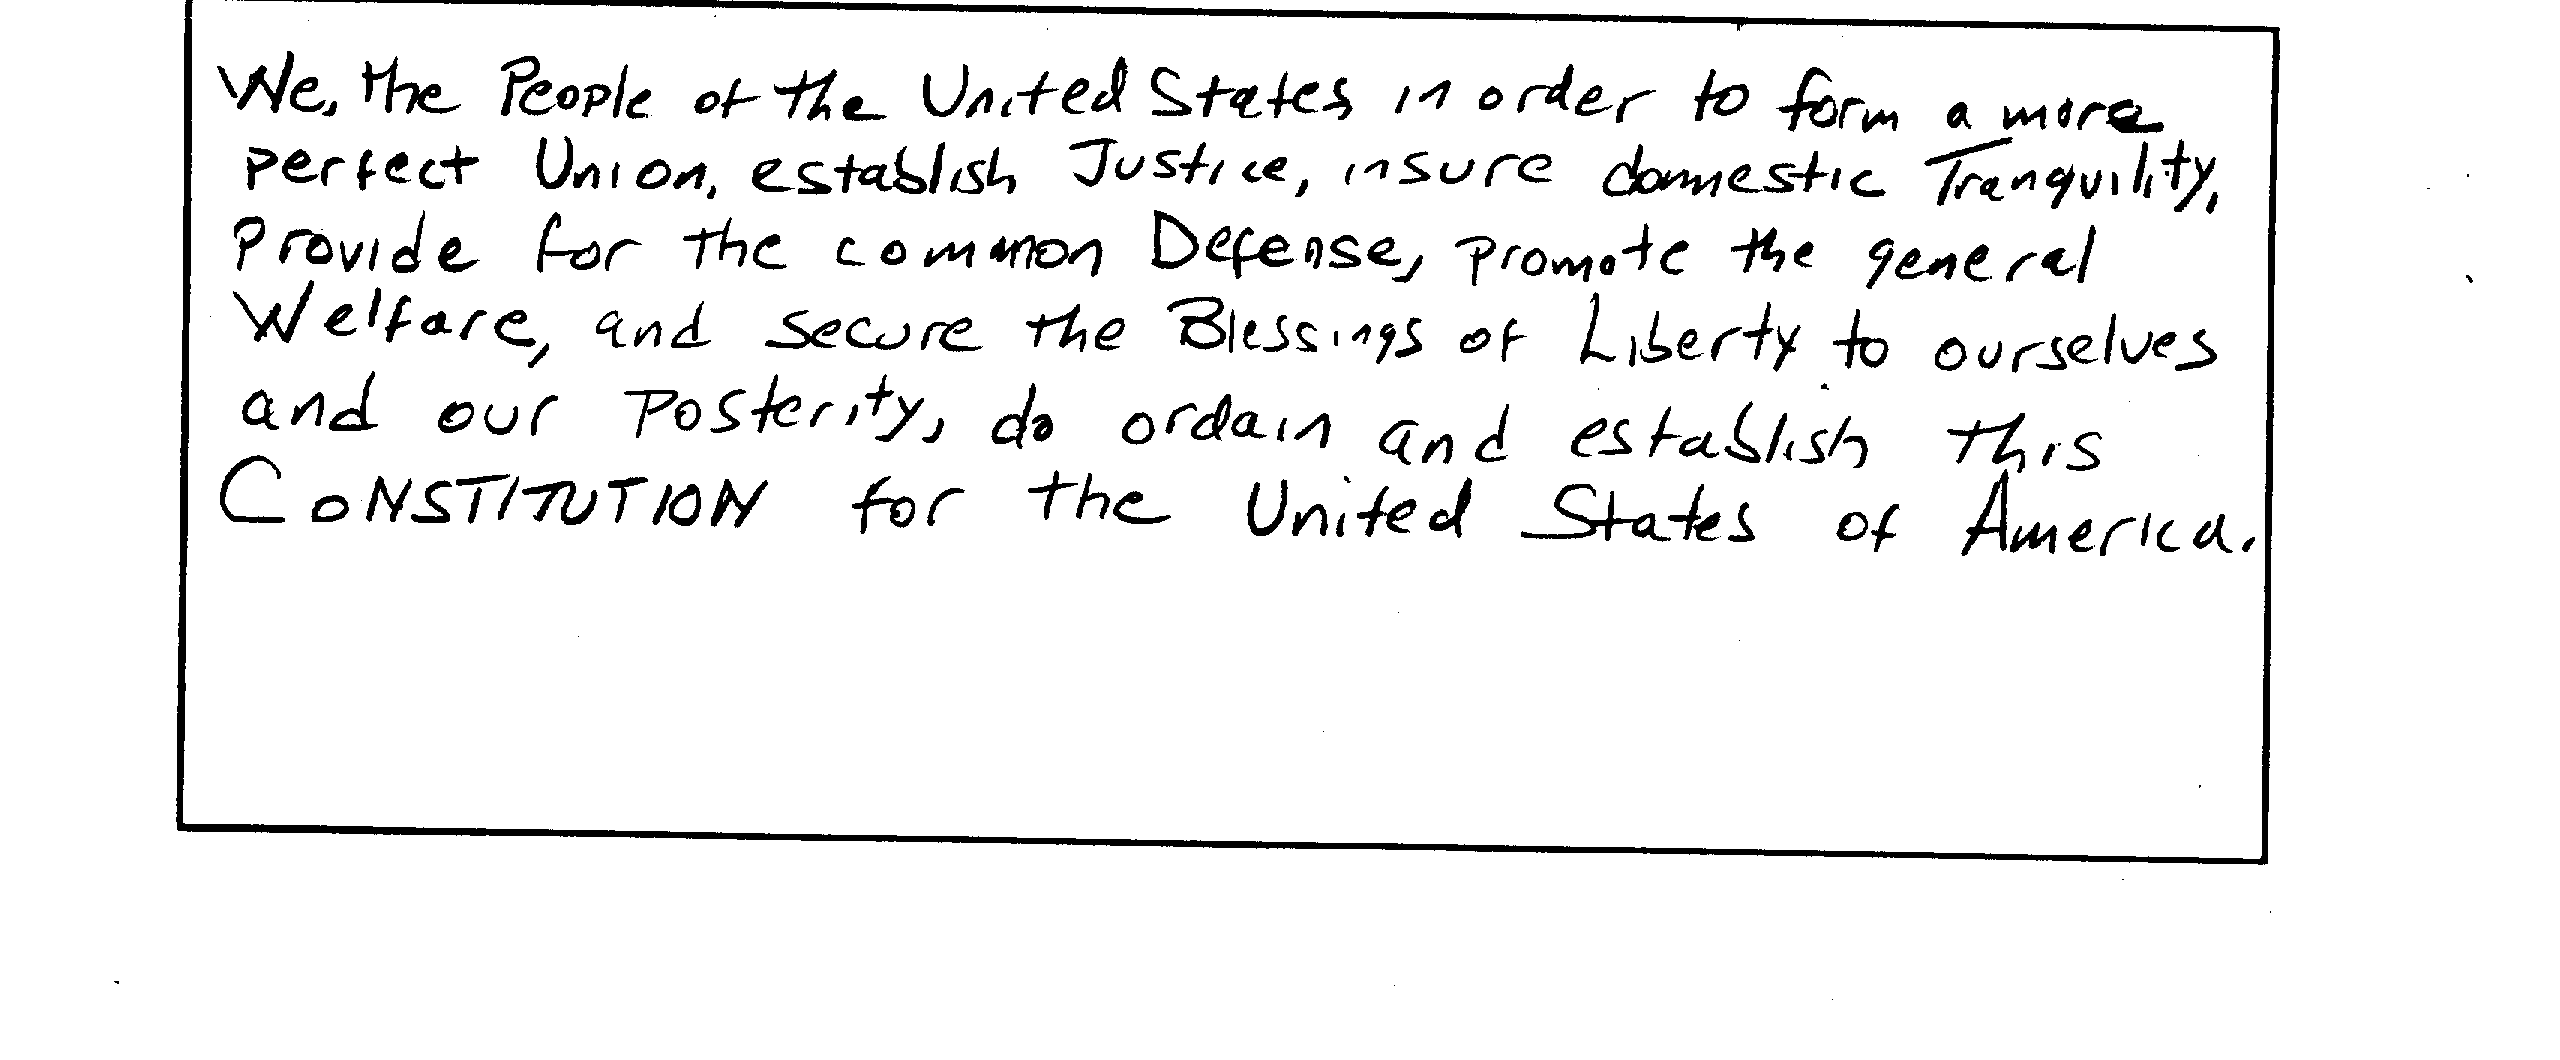 We, the People of the United States in order to form a more
perfect Union, establish Justice, insure domestic Tranquility,
provide for the common Defense, promote the general
Welfare, and secure the Blessings of Liberty to ourselves
and our Posterity, do ordain and establish this
CONSTITUTION for the United States of America.